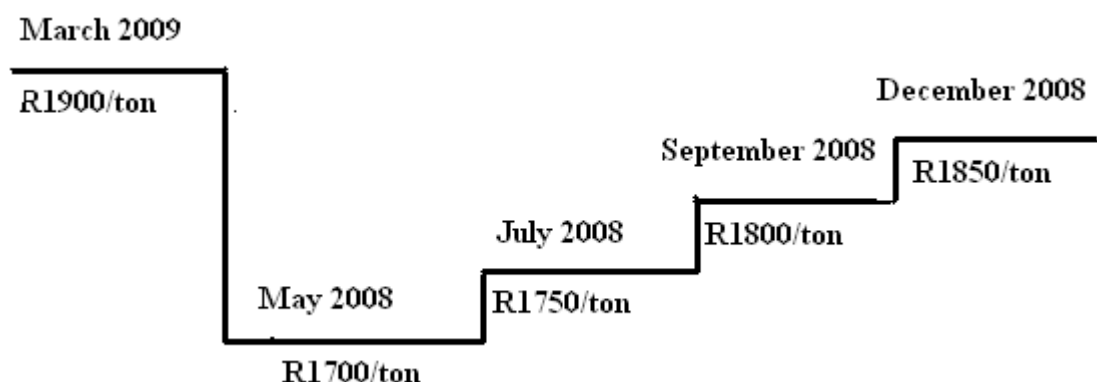 March 2009
R1900/ton
December 2008
R1850/ton
September 2008
R1800/ton
July 2008
R1750/ton
May 2008
R1700/ton